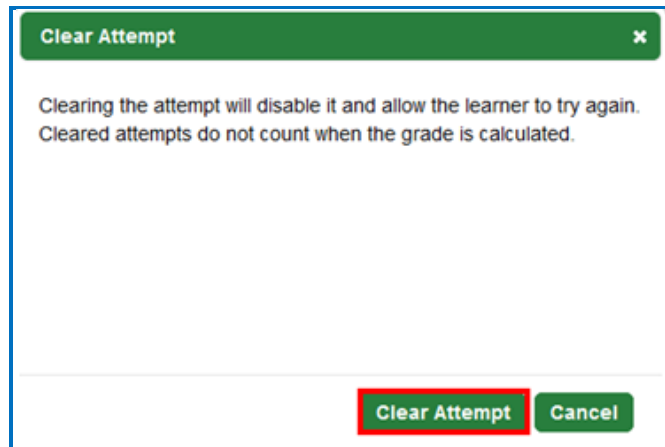 Clear Attempt
Clearing the attempt will disable it and allow the learner to try again.
Cleared attempts do not count when the grade is calculated.
Clear Attempt Cancel